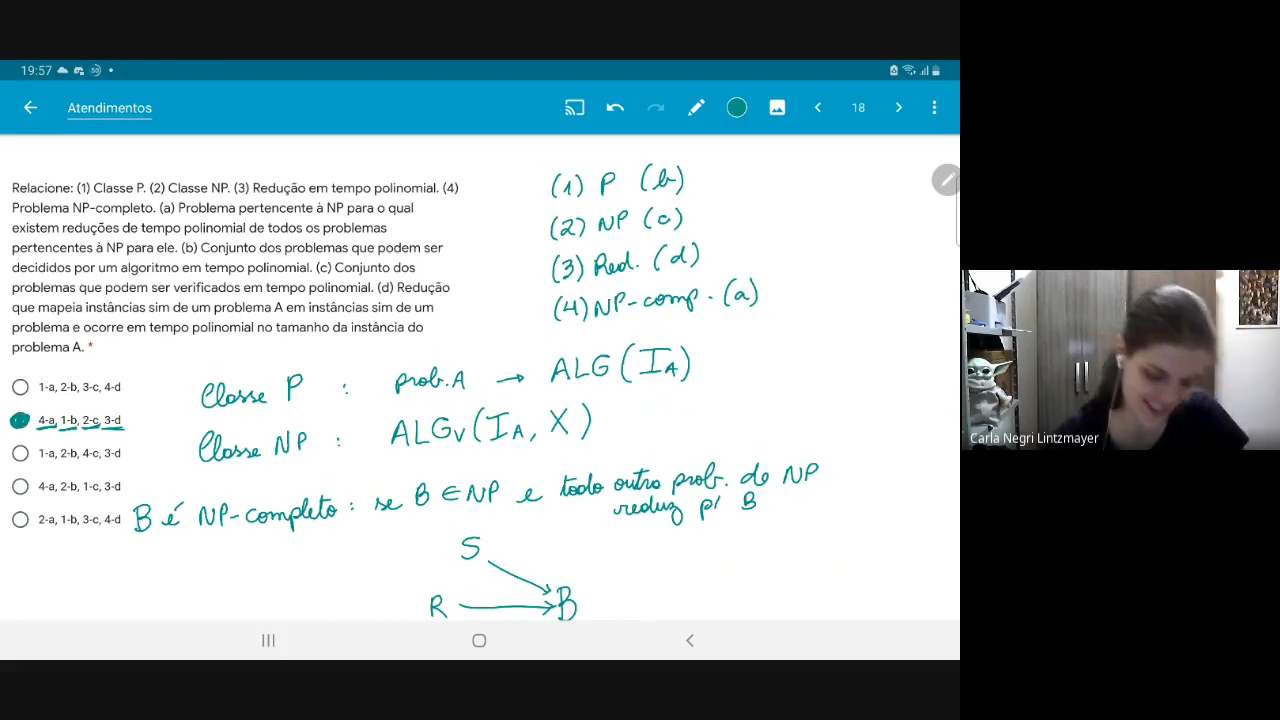 19:57
Atendimentos
18
Relacione: (1) Classe P. (2) Classe NP. (3) Redução em tempo polinomial. (4)
Problema NP-completo. (a) Problema pertencente à NP para o qual
existem reduções de tempo polinomial de todos os problemas
pertencentes à NP para ele. (b) Conjunto dos problemas que podem ser
decididos por um algoritmo em tempo polinomial. (c) Conjunto dos
problemas que podem ser verificados em tempo polinomial. (d) Redução
que mapeia instâncias sim de um problema A em instâncias sim de um
problema e ocorre em tempo polinomial no tamanho da instância do
problema A. *
1-a, 2-b, 3-c, 4-d
4-a, 1-b, 2-c, 3-d
1-a, 2-b, 4-c, 3-d
4-a, 2-b, 1-c, 3-d
2-a, 1-b, 3-c, 4-d
(1) P (b)
(2) NP (c)
(3) Red. (d)
(4) NP-comp. (a)
Classe P : prob. A → ALG (I_A)
Classe NP : ALG_V (I_A, X)
B é NP-completo : se B ∈ NP e todo outro prob. de NP
reduz p/ B
S
R → B
Carla Negri Lintzmayer